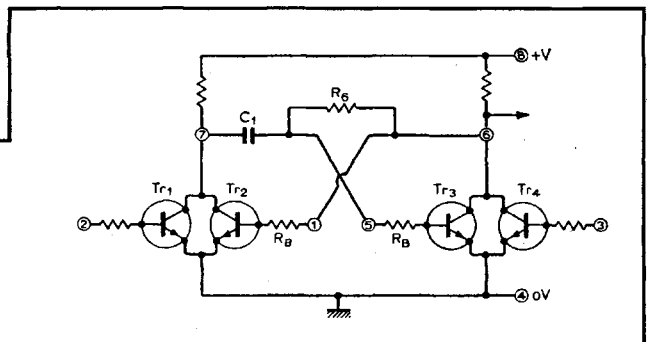 ⑧ +V
R6
⑦ C1 ⑥
Tr1 Tr2 Tr3 Tr4
② RB ① ⑤ RB ③
④ 0V